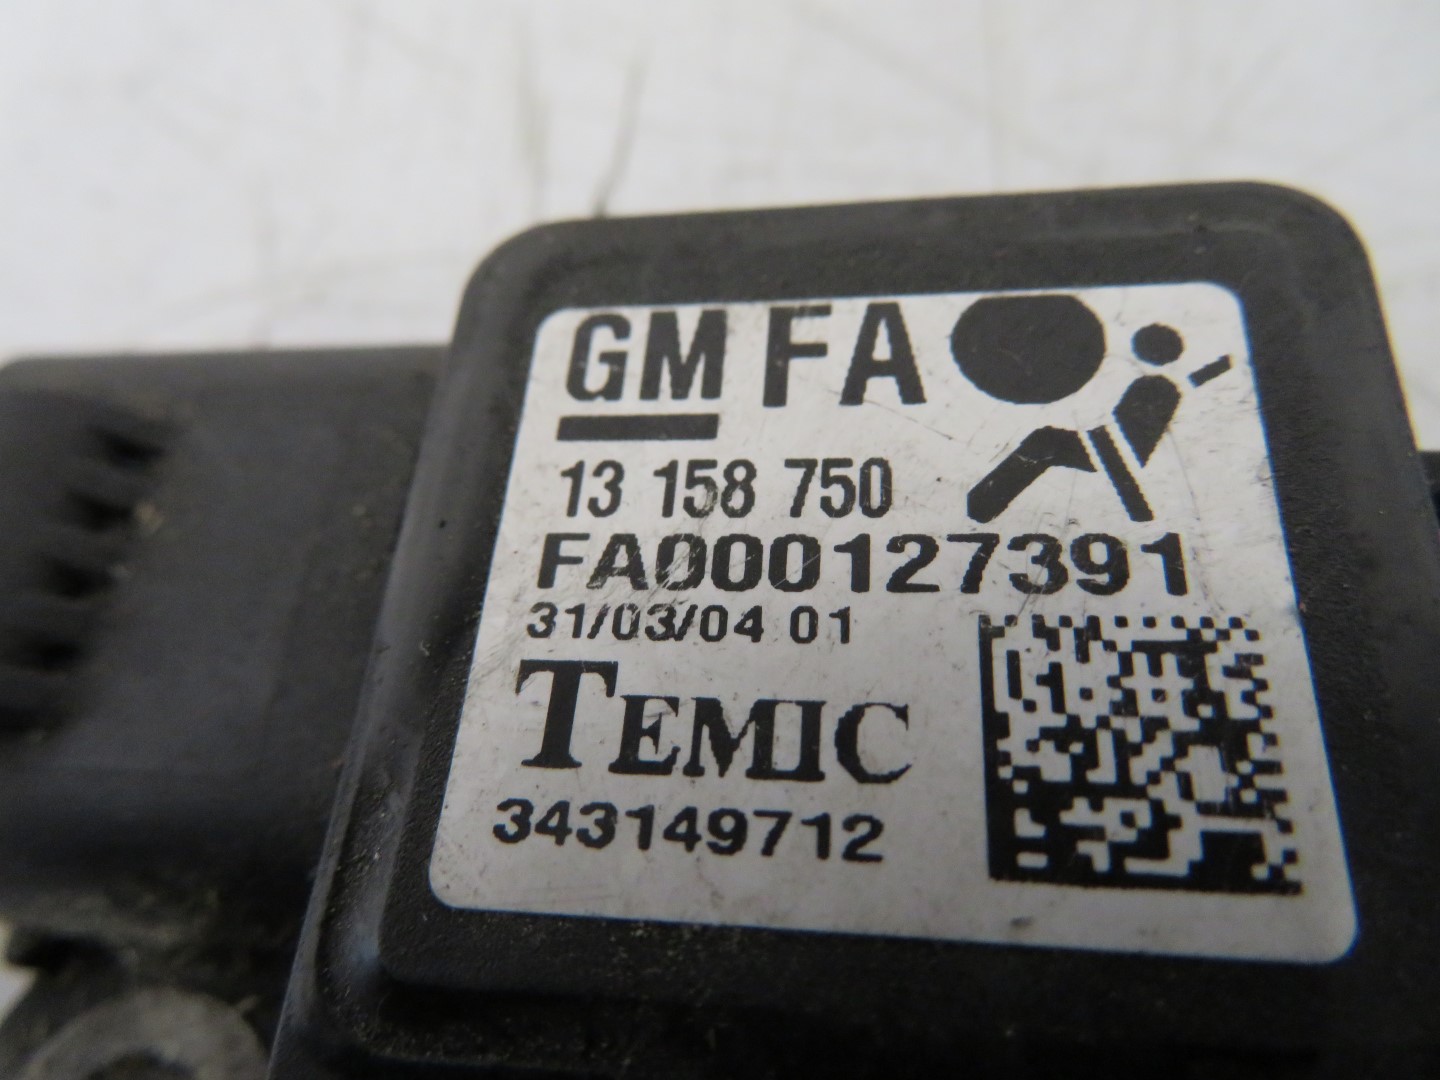 GM FA
13 158 750
FA000127391
31/03/04 01
TEMIC
343149712